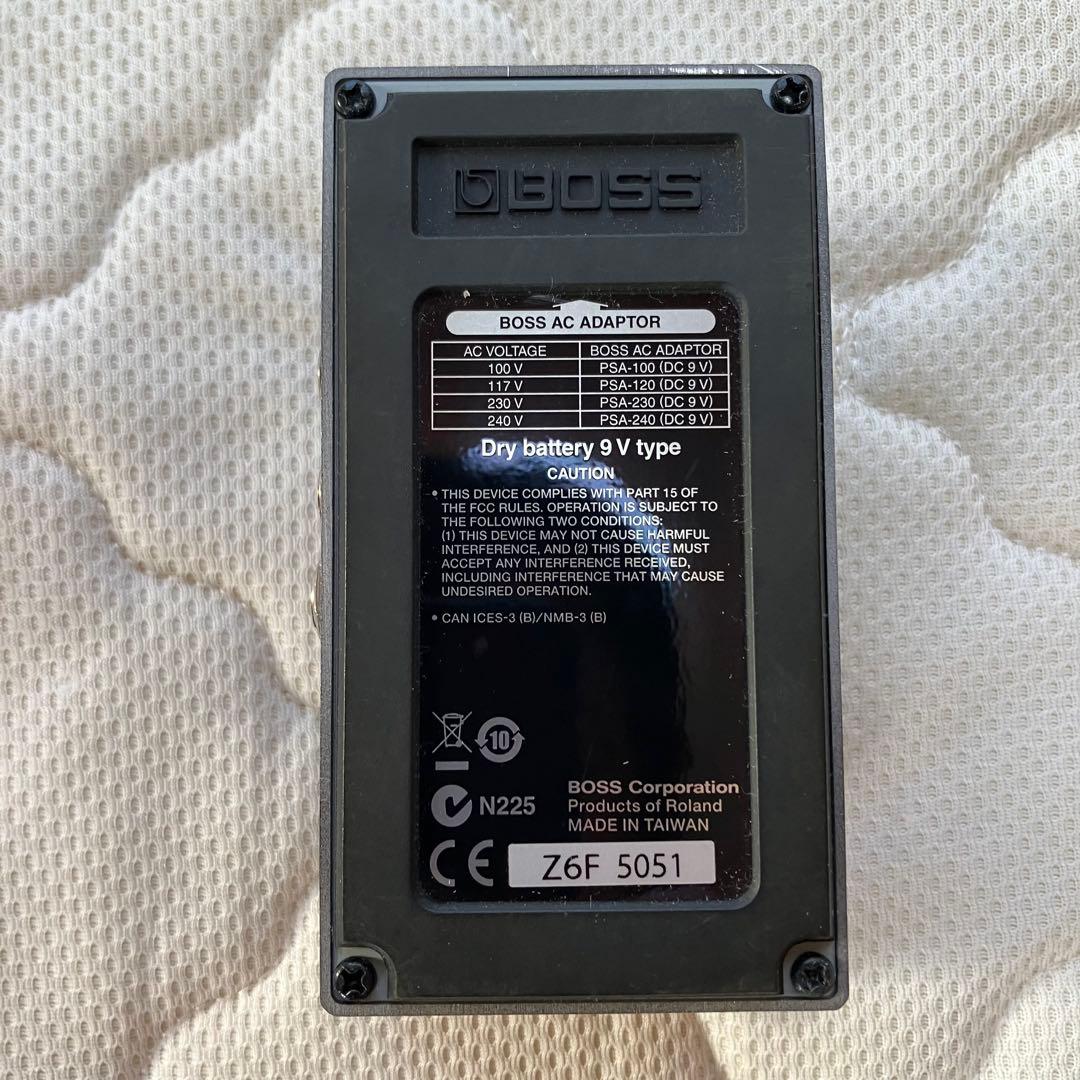 BOSS
BOSS AC ADAPTOR
AC VOLTAGE BOSS AC ADAPTOR
100 V PSA-100 (DC 9 V)
117 V PSA-120 (DC 9 V)
230 V PSA-230 (DC 9 V)
240 V PSA-240 (DC 9 V)
Dry battery 9 V type
CAUTION
• THIS DEVICE COMPLIES WITH PART 15 OF
THE FCC RULES. OPERATION IS SUBJECT TO
THE FOLLOWING TWO CONDITIONS:
(1) THIS DEVICE MAY NOT CAUSE HARMFUL
INTERFERENCE, AND (2) THIS DEVICE MUST
ACCEPT ANY INTERFERENCE RECEIVED,
INCLUDING INTERFERENCE THAT MAY CAUSE
UNDESIRED OPERATION.
• CAN ICES-3 (B)/NMB-3 (B)
10
N225
BOSS Corporation
Products of Roland
MADE IN TAIWAN
CE
Z6F 5051